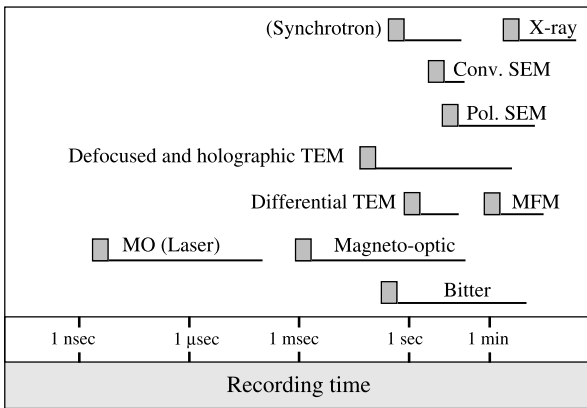 (Synchrotron) X-ray
Conv. SEM
Pol. SEM
Defocused and holographic TEM
Differential TEM MFM
MO (Laser) Magneto-optic
Bitter
1 nsec 1 μsec 1 msec 1 sec 1 min
Recording time